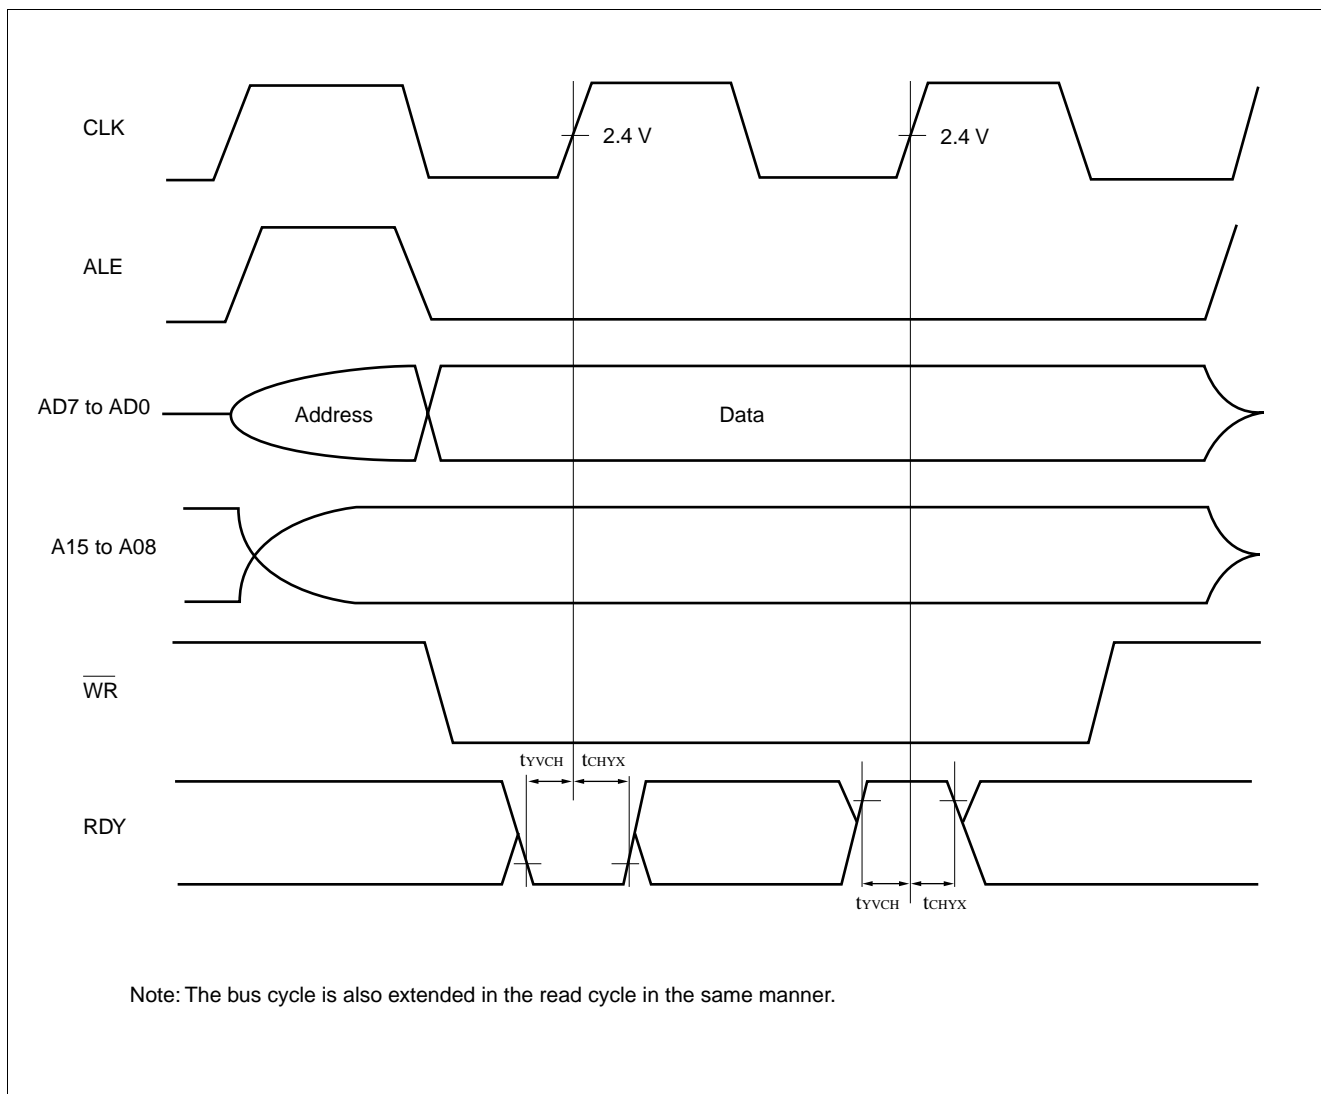 CLK
2.4 V
2.4 V
ALE
AD7 to AD0
Address
Data
A15 to A08
WR
tYVCH
tCHYX
RDY
tYVCH
tCHYX
Note: The bus cycle is also extended in the read cycle in the same manner.